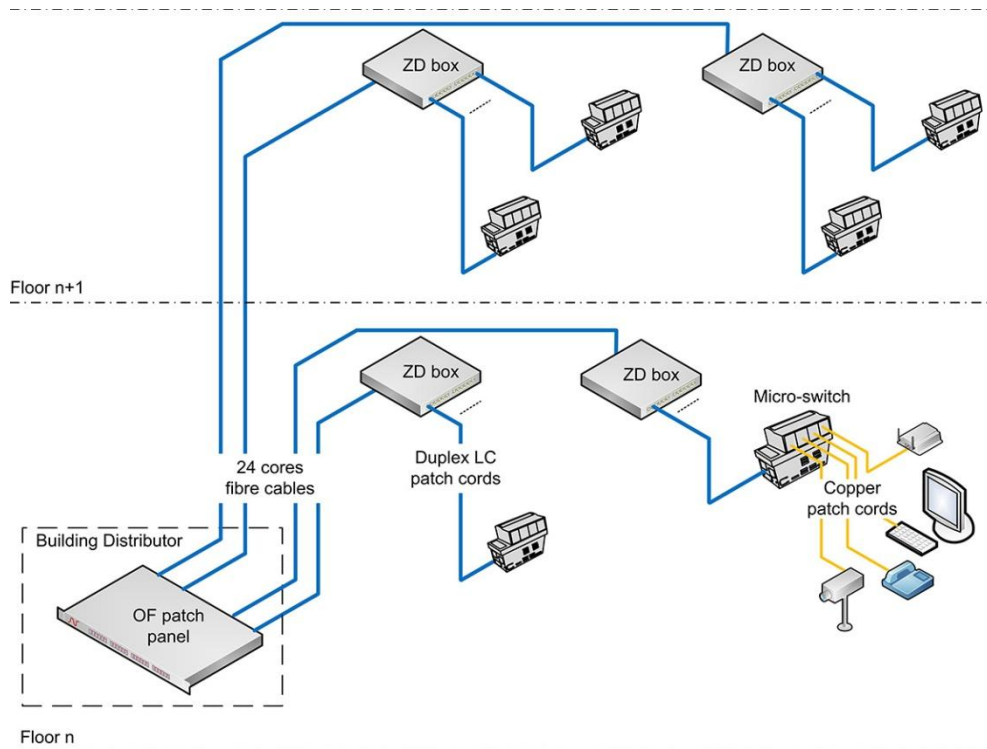 ZD box
ZD box
Floor n+1
ZD box
ZD box
Micro-switch
24 cores
fibre cables
Duplex LC
patch cords
Copper
patch cords
Building Distributor
OF patch
panel
Floor n